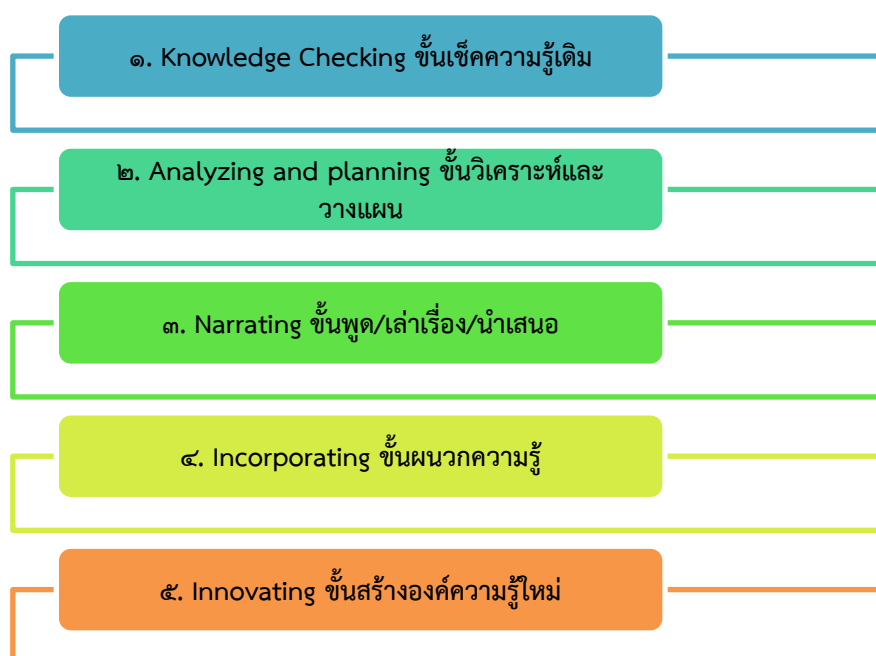 ๑. Knowledge Checking ขั้นเช็คความรู้เดิม
๒. Analyzing and planning ขั้นวิเคราะห์และ
วางแผน
๓. Narrating ขั้นพูด/เล่าเรื่อง/นำเสนอ
๔. Incorporating ขั้นผนวกความรู้
๕. Innovating ขั้นสร้างองค์ความรู้ใหม่